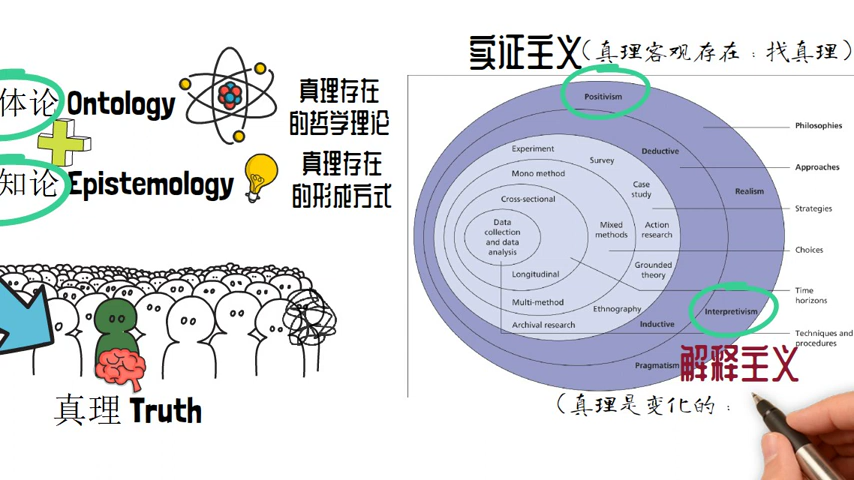 体论 Ontology
真理存在
的哲学理论
知论 Epistemology
真理存在
的形成方式
真理 Truth
实证主义(真理客观存在：找真理)
Positivism
Philosophies
Experiment
Survey
Deductive
Approaches
Mono method
Case
study
Realism
Cross-sectional
Strategies
Data
collection
and data
analysis
Mixed
methods
Action
research
Choices
Grounded
theory
Longitudinal
Time
horizons
Multi-method
Ethnography
Interpretivism
Archival research
Inductive
Techniques and
procedures
Pragmatism
解释主义
(真理是变化的：